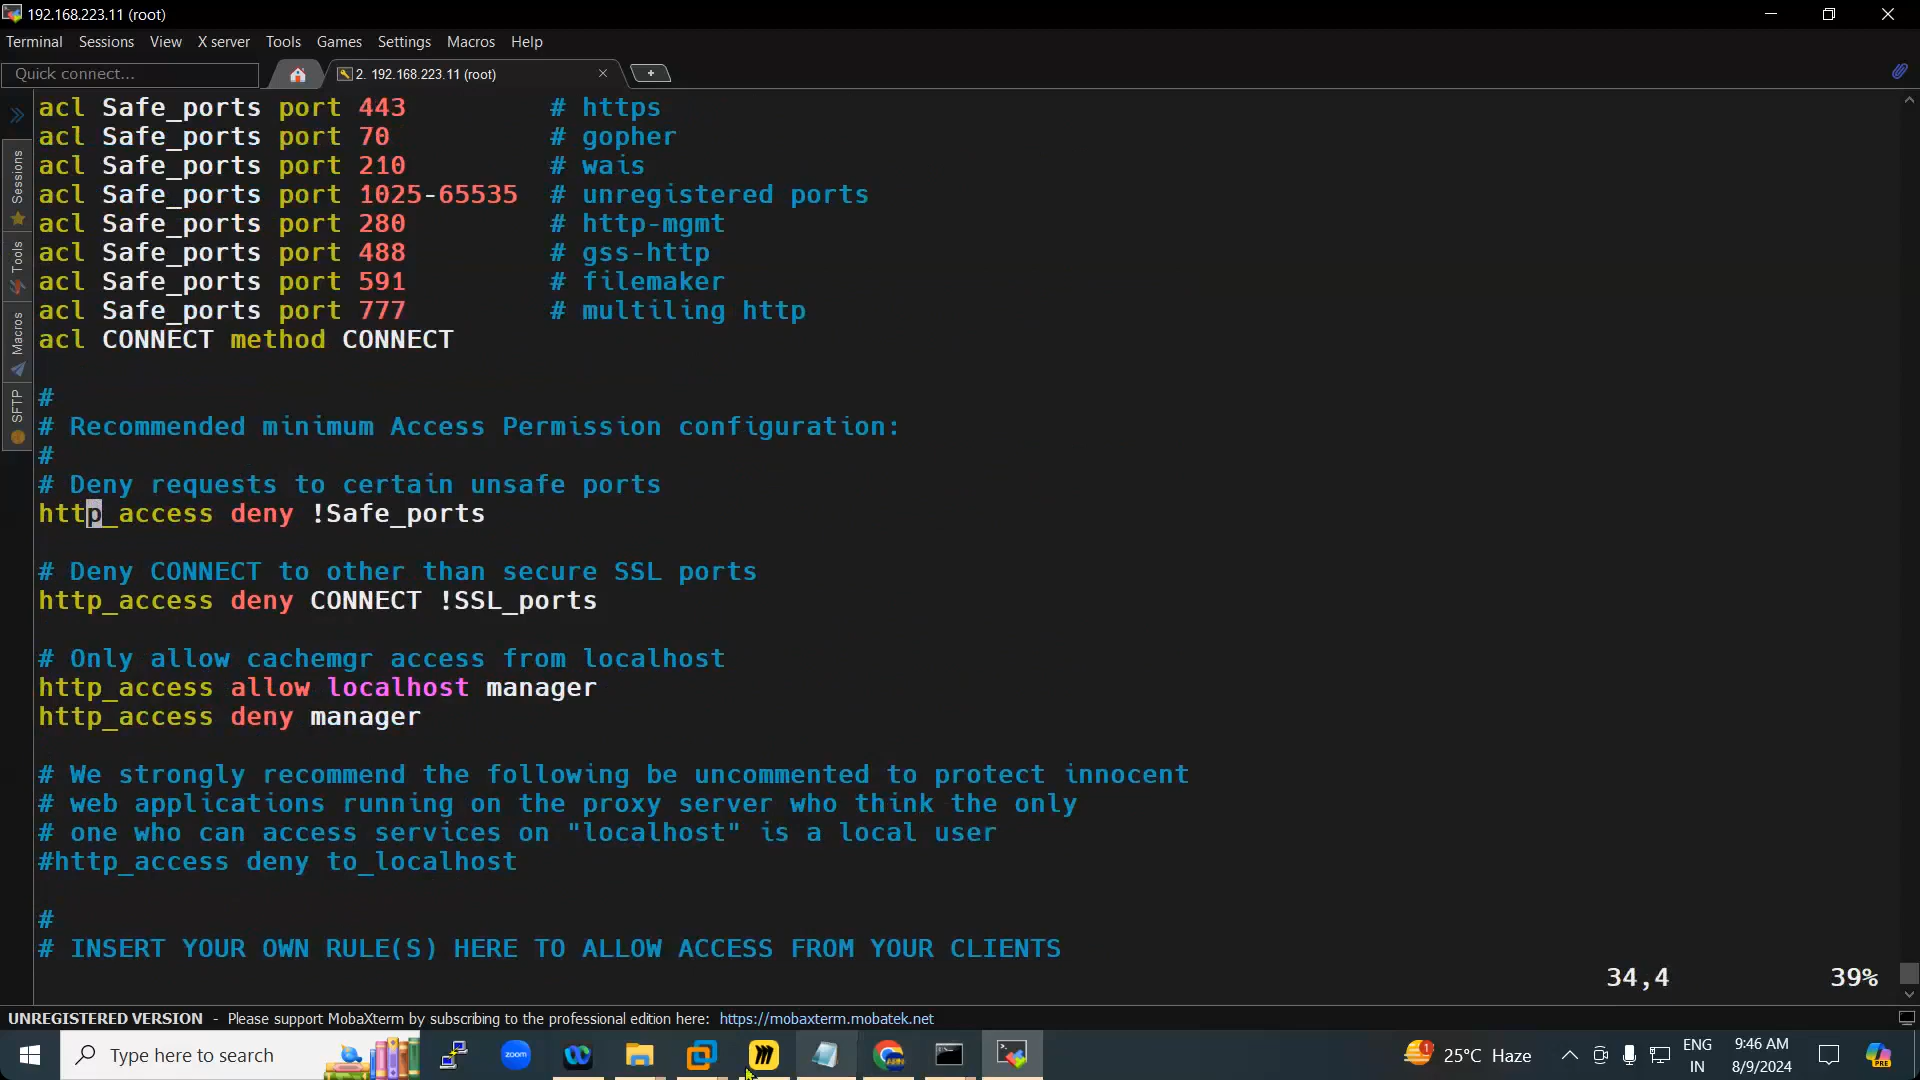 192.168.223.11 (root)
Terminal Sessions View X server Tools Games Settings Macros Help
Quick connect...
2. 192.168.223.11 (root)
Sessions
Tools
Macros
SFTP
acl Safe_ports port 443 # https
acl Safe_ports port 70 # gopher
acl Safe_ports port 210 # wais
acl Safe_ports port 1025-65535 # unregistered ports
acl Safe_ports port 280 # http-mgmt
acl Safe_ports port 488 # gss-http
acl Safe_ports port 591 # filemaker
acl Safe_ports port 777 # multiling http
acl CONNECT method CONNECT
#
# Recommended minimum Access Permission configuration:
#
# Deny requests to certain unsafe ports
http_access deny !Safe_ports
# Deny CONNECT to other than secure SSL ports
http_access deny CONNECT !SSL_ports
# Only allow cachemgr access from localhost
http_access allow localhost manager
http_access deny manager
# We strongly recommend the following be uncommented to protect innocent
# web applications running on the proxy server who think the only
# one who can access services on "localhost" is a local user
#http_access deny to_localhost
#
# INSERT YOUR OWN RULE(S) HERE TO ALLOW ACCESS FROM YOUR CLIENTS
34,4 39%
UNREGISTERED VERSION - Please support MobaXterm by subscribing to the professional edition here: https://mobaxterm.mobatek.net
Type here to search
zoom
1
25°C Haze
ENG
IN
9:46 AM
8/9/2024
PRE